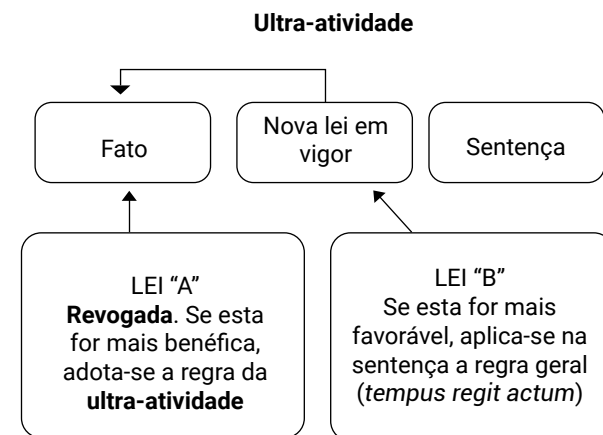 Ultra-atividade
Fato
Nova lei em
vigor
Sentença
LEI “A”
Revogada. Se esta
for mais benéfica,
adota-se a regra da
ultra-atividade
LEI “B”
Se esta for mais
favorável, aplica-se na
sentença a regra geral
(tempus regit actum)